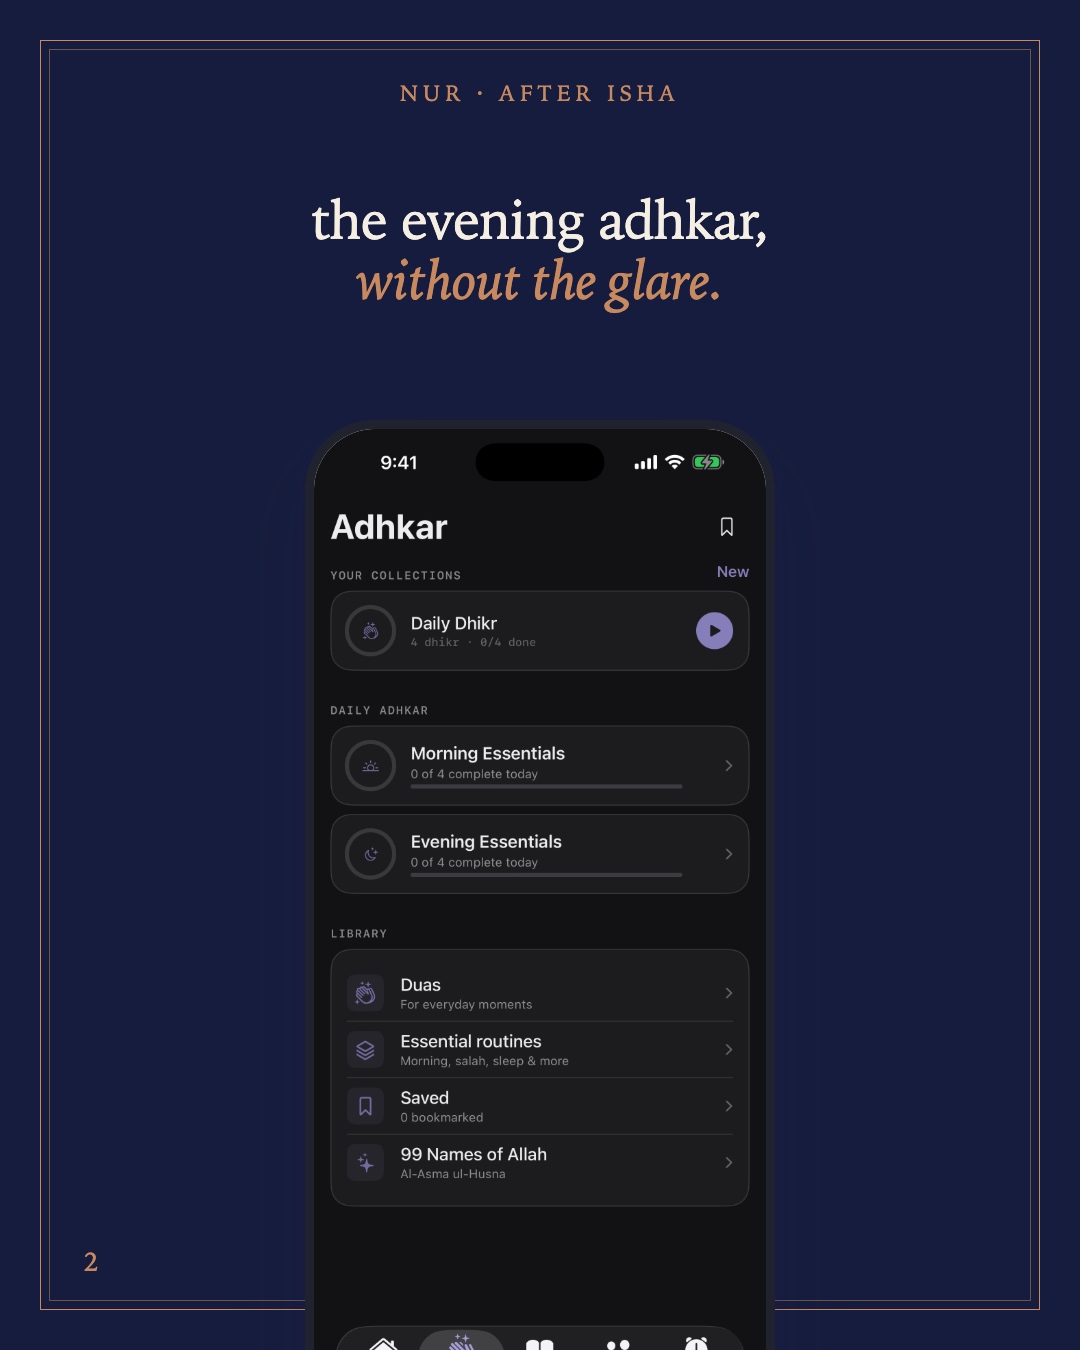 NUR · AFTER ISHA
the evening adhkar,
without the glare.
9:41
Adhkar
YOUR COLLECTIONS
New
Daily Dhikr
4 dhikr · 0/4 done
DAILY ADHKAR
Morning Essentials
0 of 4 complete today
Evening Essentials
0 of 4 complete today
LIBRARY
Duas
For everyday moments
Essential routines
Morning, salah, sleep & more
Saved
0 bookmarked
99 Names of Allah
Al-Asma ul-Husna
2